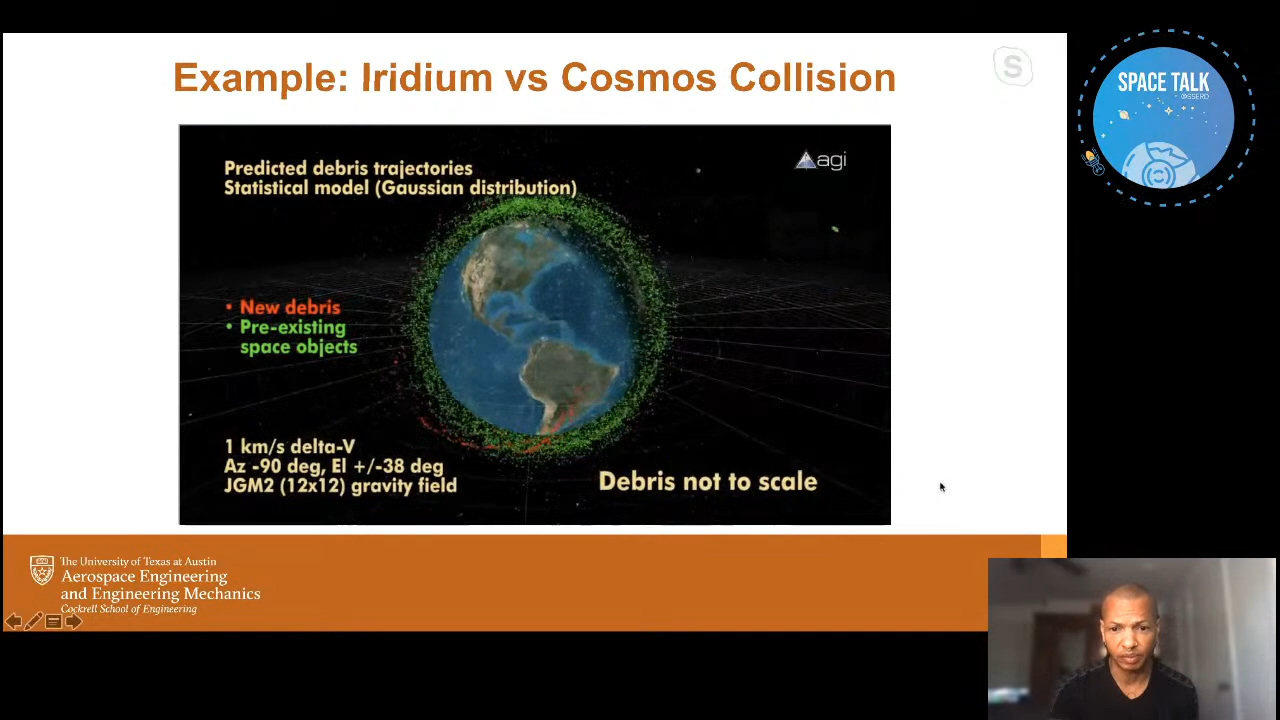 Example: Iridium vs Cosmos Collision
S
SPACE TALK
@SSERD
Predicted debris trajectories
Statistical model (Gaussian distribution)
agi
• New debris
• Pre-existing
space objects
1 km/s delta-V
Az -90 deg, El +/-38 deg
JGM2 (12x12) gravity field
Debris not to scale
The University of Texas at Austin
Aerospace Engineering
and Engineering Mechanics
Cockrell School of Engineering